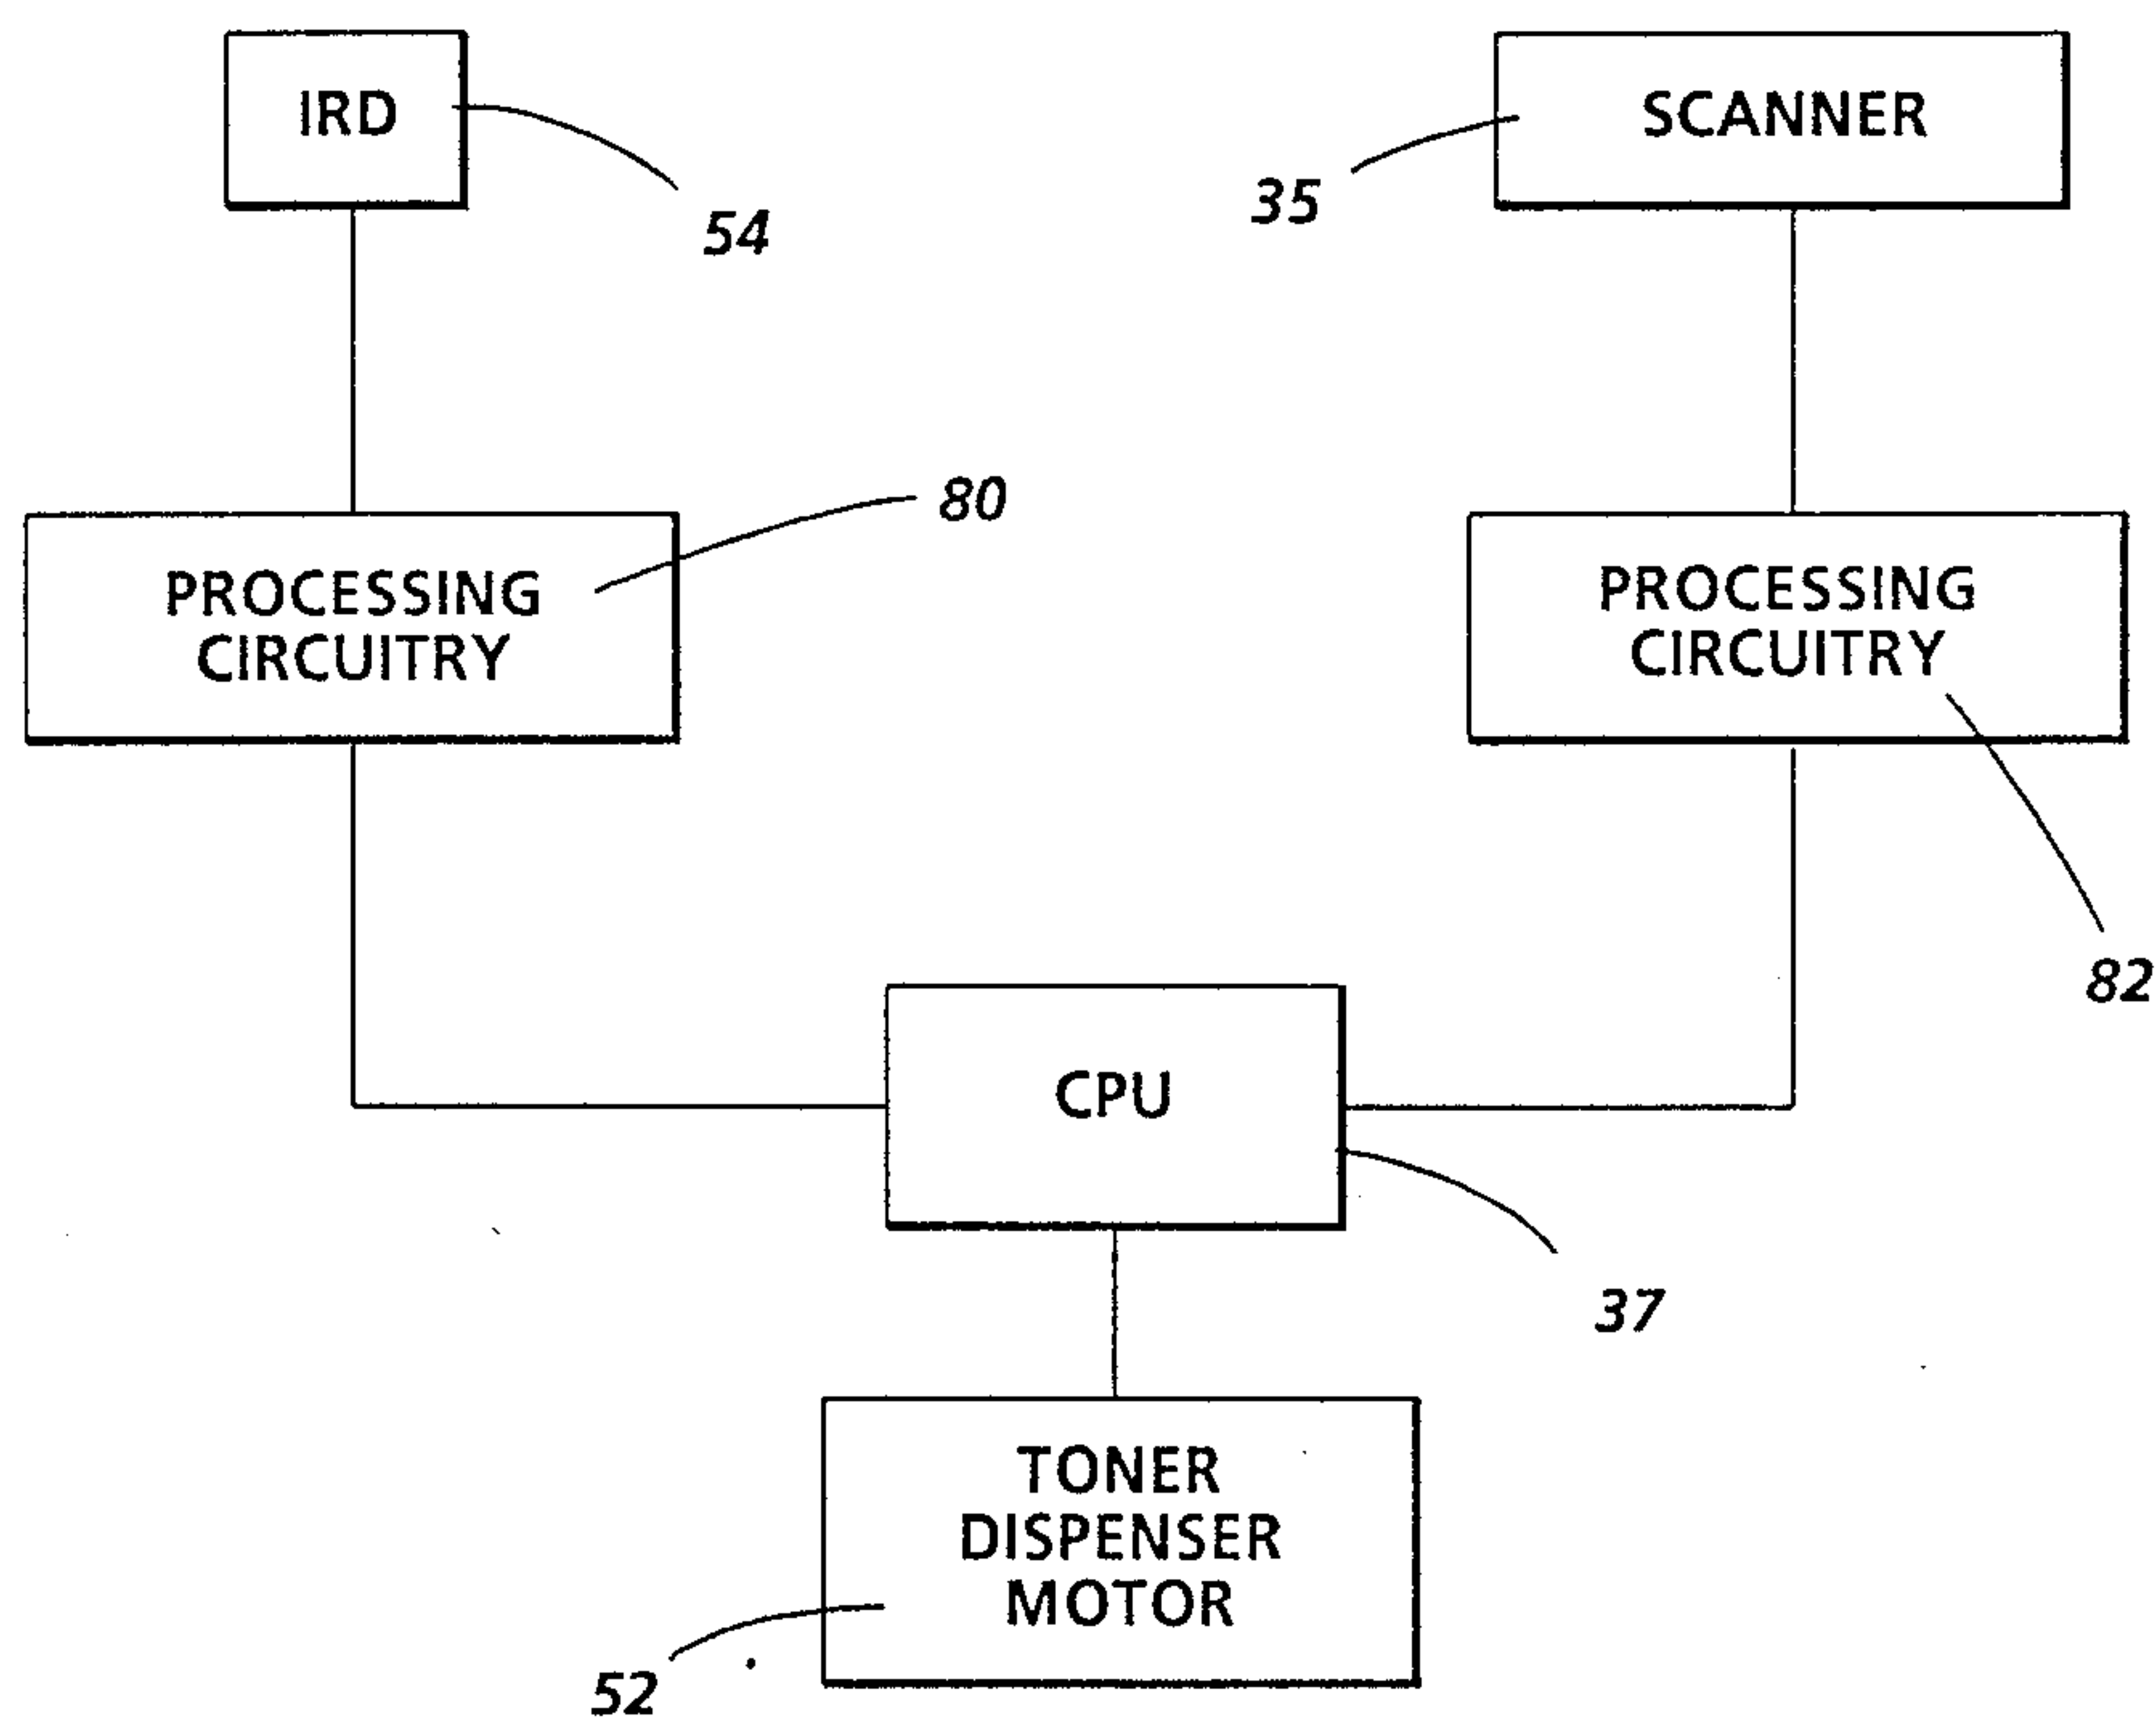 IRD
54
SCANNER
35
PROCESSING
CIRCUITRY
80
PROCESSING
CIRCUITRY
82
CPU
37
TONER
DISPENSER
MOTOR
52